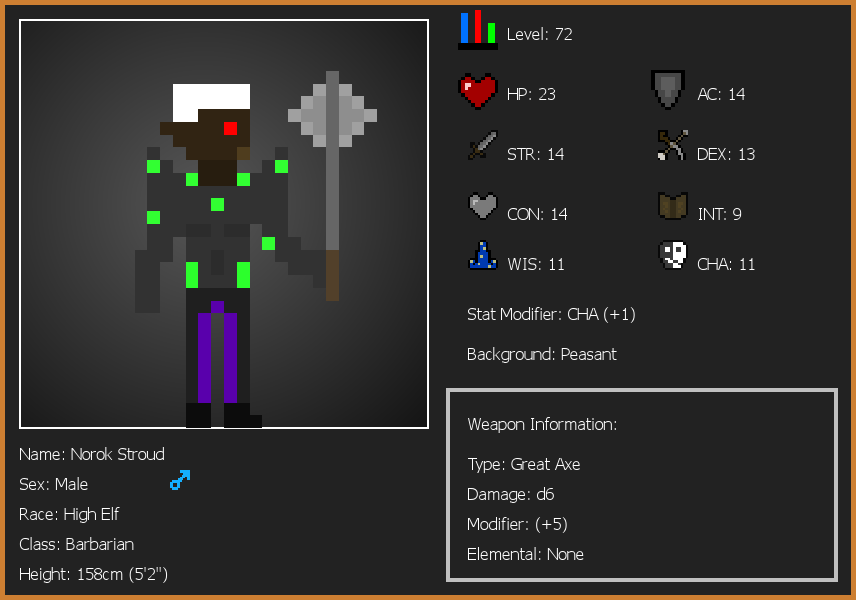 Level: 72
HP: 23
AC: 14
STR: 14
DEX: 13
CON: 14
INT: 9
WIS: 11
CHA: 11
Stat Modifier: CHA (+1)
Background: Peasant
Weapon Information:
Type: Great Axe
Damage: d6
Modifier: (+5)
Elemental: None
Name: Norok Stroud
Sex: Male
Race: High Elf
Class: Barbarian
Height: 158cm (5'2")